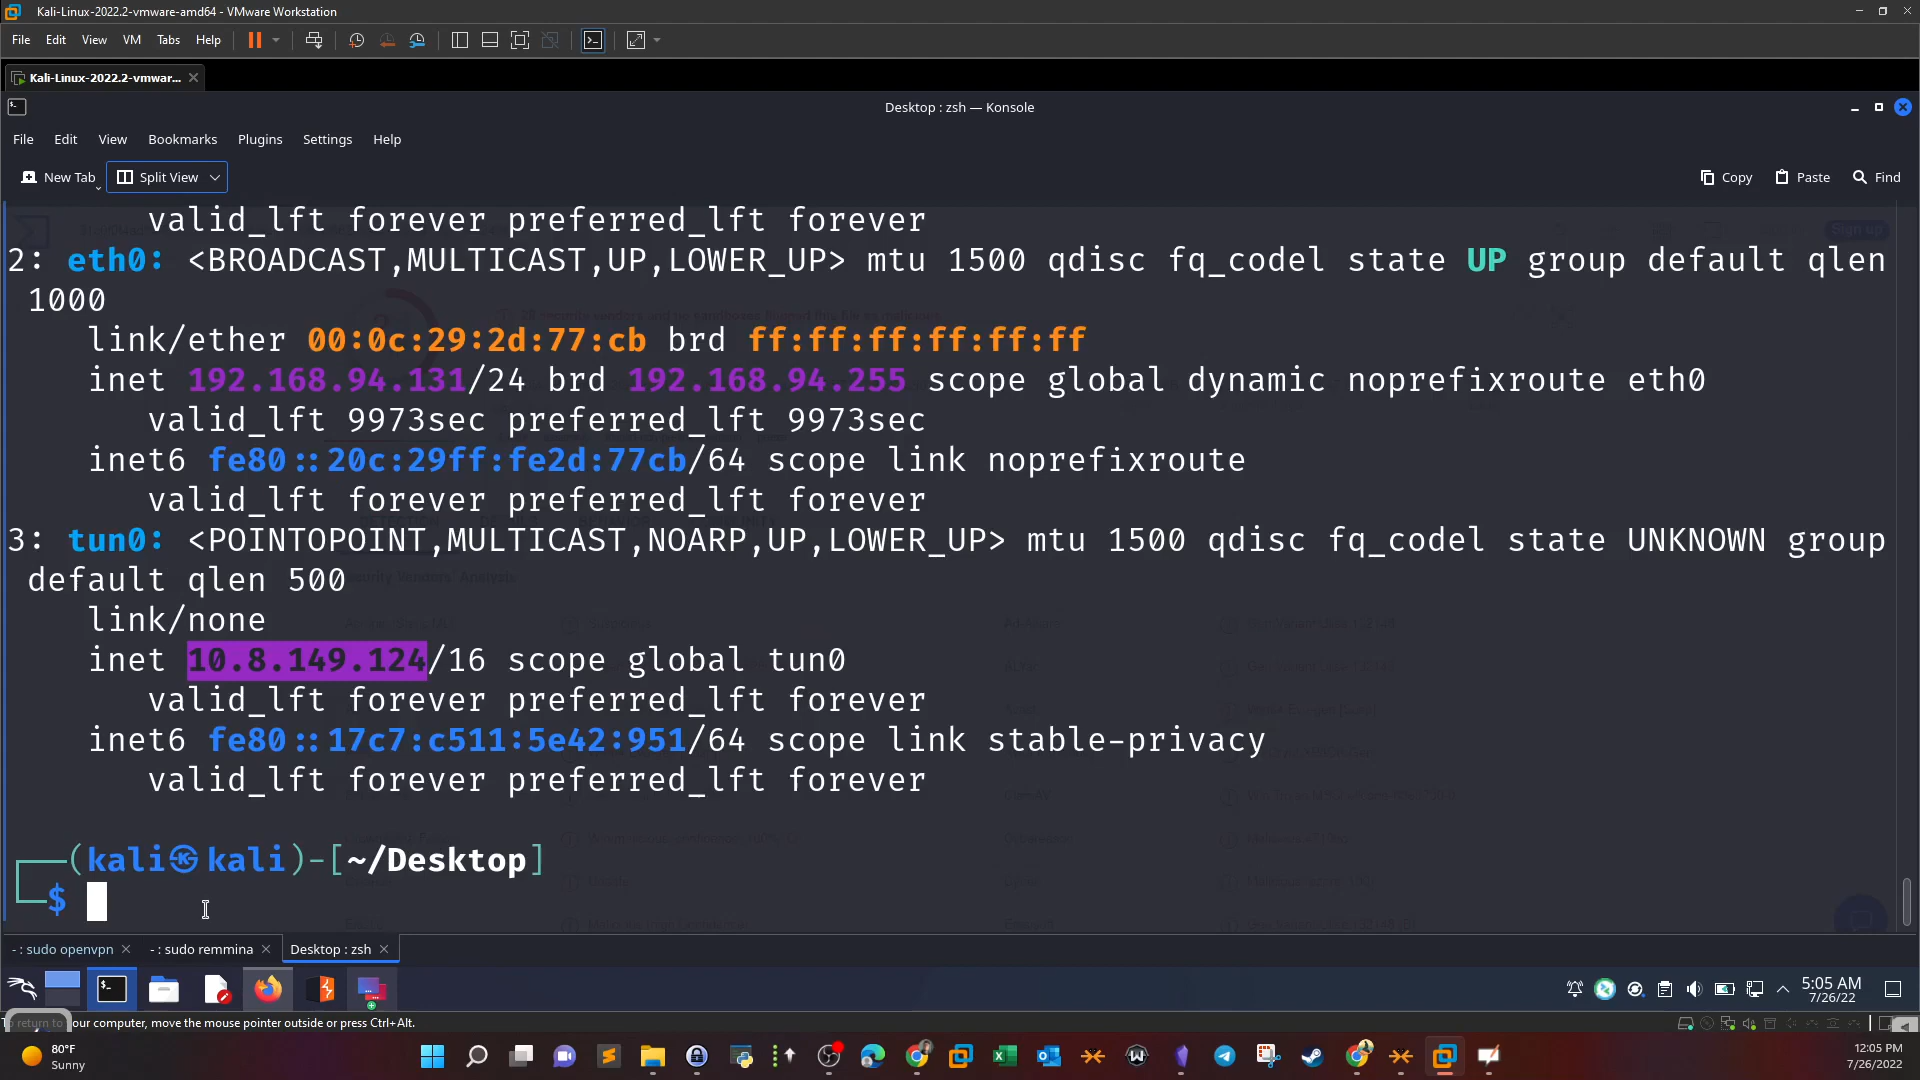 Kali-Linux-2022.2-vmware-amd64 - VMware Workstation
File Edit View VM Tabs Help
Kali-Linux-2022.2-vmwar...
Desktop : zsh — Konsole
File Edit View Bookmarks Plugins Settings Help
New Tab Split View Copy Paste Find
valid_lft forever preferred_lft forever
2: eth0: <BROADCAST,MULTICAST,UP,LOWER_UP> mtu 1500 qdisc fq_codel state UP group default qlen
1000
link/ether 00:0c:29:2d:77:cb brd ff:ff:ff:ff:ff:ff
inet 192.168.94.131/24 brd 192.168.94.255 scope global dynamic noprefixroute eth0
valid_lft 9973sec preferred_lft 9973sec
inet6 fe80::20c:29ff:fe2d:77cb/64 scope link noprefixroute
valid_lft forever preferred_lft forever
3: tun0: <POINTOPOINT,MULTICAST,NOARP,UP,LOWER_UP> mtu 1500 qdisc fq_codel state UNKNOWN group
default qlen 500
link/none
inet 10.8.149.124/16 scope global tun0
valid_lft forever preferred_lft forever
inet6 fe80::17c7:c511:5e42:951/64 scope link stable-privacy
valid_lft forever preferred_lft forever
┌──(kali㉿kali)-[~/Desktop]
└─$
- : sudo openvpn - : sudo remmina Desktop : zsh
5:05 AM
7/26/22
your computer, move the mouse pointer outside or press Ctrl+Alt.
80°F
Sunny
12:05 PM
7/26/2022